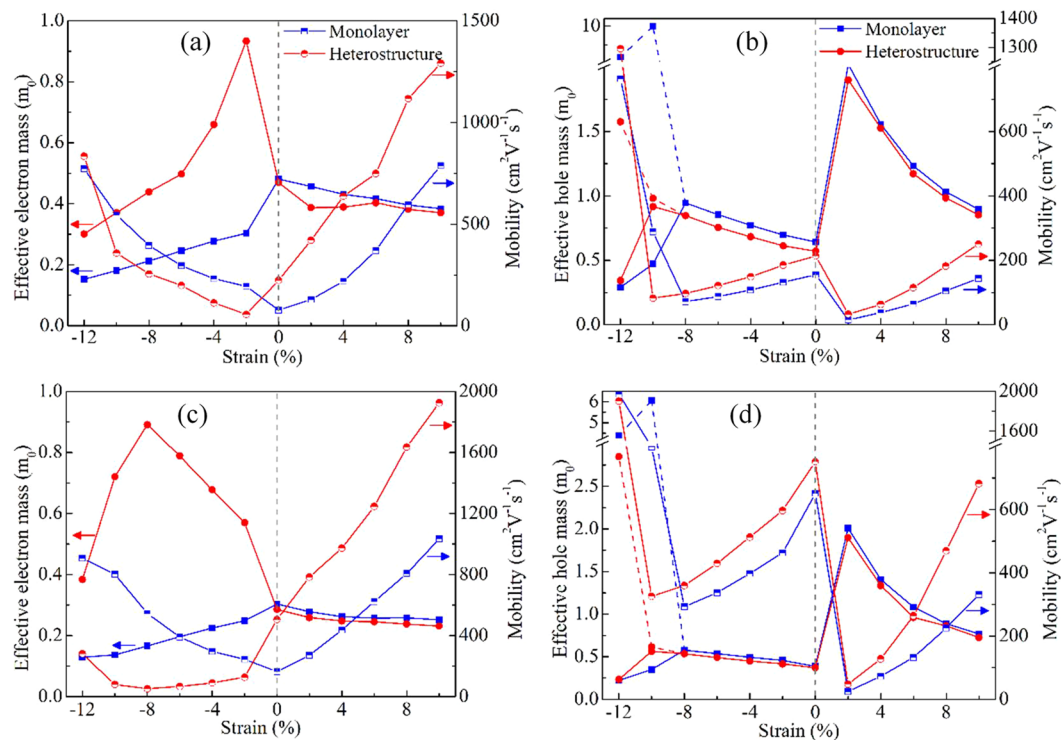 (a)
Monolayer
Heterostructure
Effective electron mass (m0)
1.0
0.8
0.6
0.4
0.2
0.0
-12 -8 -4 0 4 8
Strain (%)
1500
1000
500
0
Mobility (cm2V-1s-1)
(b)
Monolayer
Heterostructure
Effective hole mass (m0)
10
1.5
1.0
0.5
0.0
-12 -8 -4 0 4 8
Strain (%)
1400
1300
600
400
200
0
Mobility (cm2V-1s-1)
(c)
Effective electron mass (m0)
1.0
0.8
0.6
0.4
0.2
0.0
-12 -8 -4 0 4 8
Strain (%)
2000
1600
1200
800
400
0
Mobility (cm2V-1s-1)
(d)
Effective hole mass (m0)
6
5
2.5
2.0
1.5
1.0
0.5
0.0
-12 -8 -4 0 4 8
Strain (%)
2000
1500
600
400
200
0
Mobility (cm2V-1s-1)